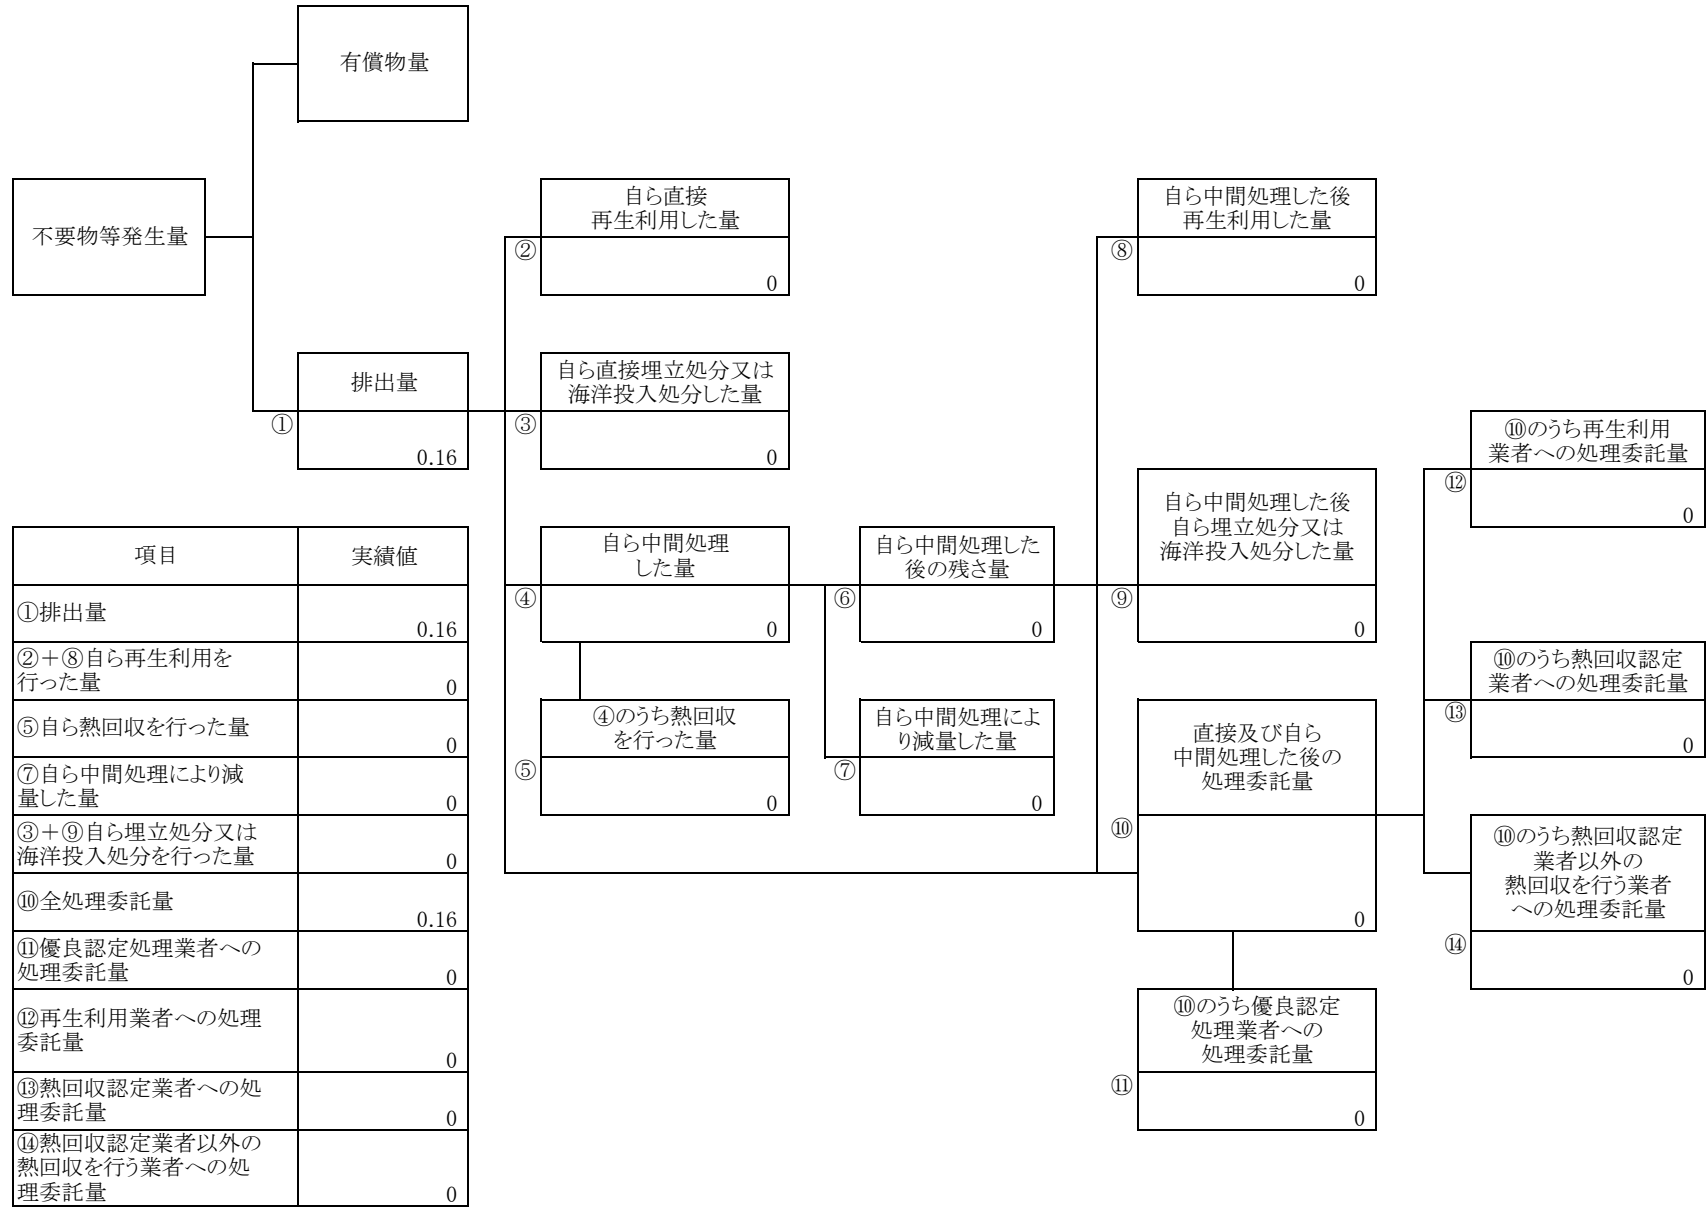 有償物量
不要物等発生量
自ら直接
再生利用した量
②
0
自ら中間処理した後
再生利用した量
⑧
0
排出量
①
0.16
自ら直接埋立処分又は
海洋投入処分した量
③
0
⑩のうち再生利用
業者への処理委託量
⑫
0
自ら中間処理
した量
④
0
自ら中間処理した
後の残さ量
⑥
0
自ら中間処理した後
自ら埋立処分又は
海洋投入処分した量
⑨
0
⑩のうち熱回収認定
業者への処理委託量
⑬
0
④のうち熱回収
を行った量
⑤
0
自ら中間処理によ
り減量した量
⑦
0
直接及び自ら
中間処理した後の
処理委託量
⑩
0
⑩のうち熱回収認定
業者以外の
熱回収を行う業者
への処理委託量
⑭
0
⑩のうち優良認定
処理業者への
処理委託量
⑪
0
項目 実績値
①排出量
0.16
②+⑧自ら再生利用を
行った量
0
⑤自ら熱回収を行った量
0
⑦自ら中間処理により減
量した量
0
③+⑨自ら埋立処分又は
海洋投入処分を行った量
0
⑩全処理委託量
0.16
⑪優良認定処理業者への
処理委託量
0
⑫再生利用業者への処理
委託量
0
⑬熱回収認定業者への処
理委託量
0
⑭熱回収認定業者以外の
熱回収を行う業者への処
理委託量
0